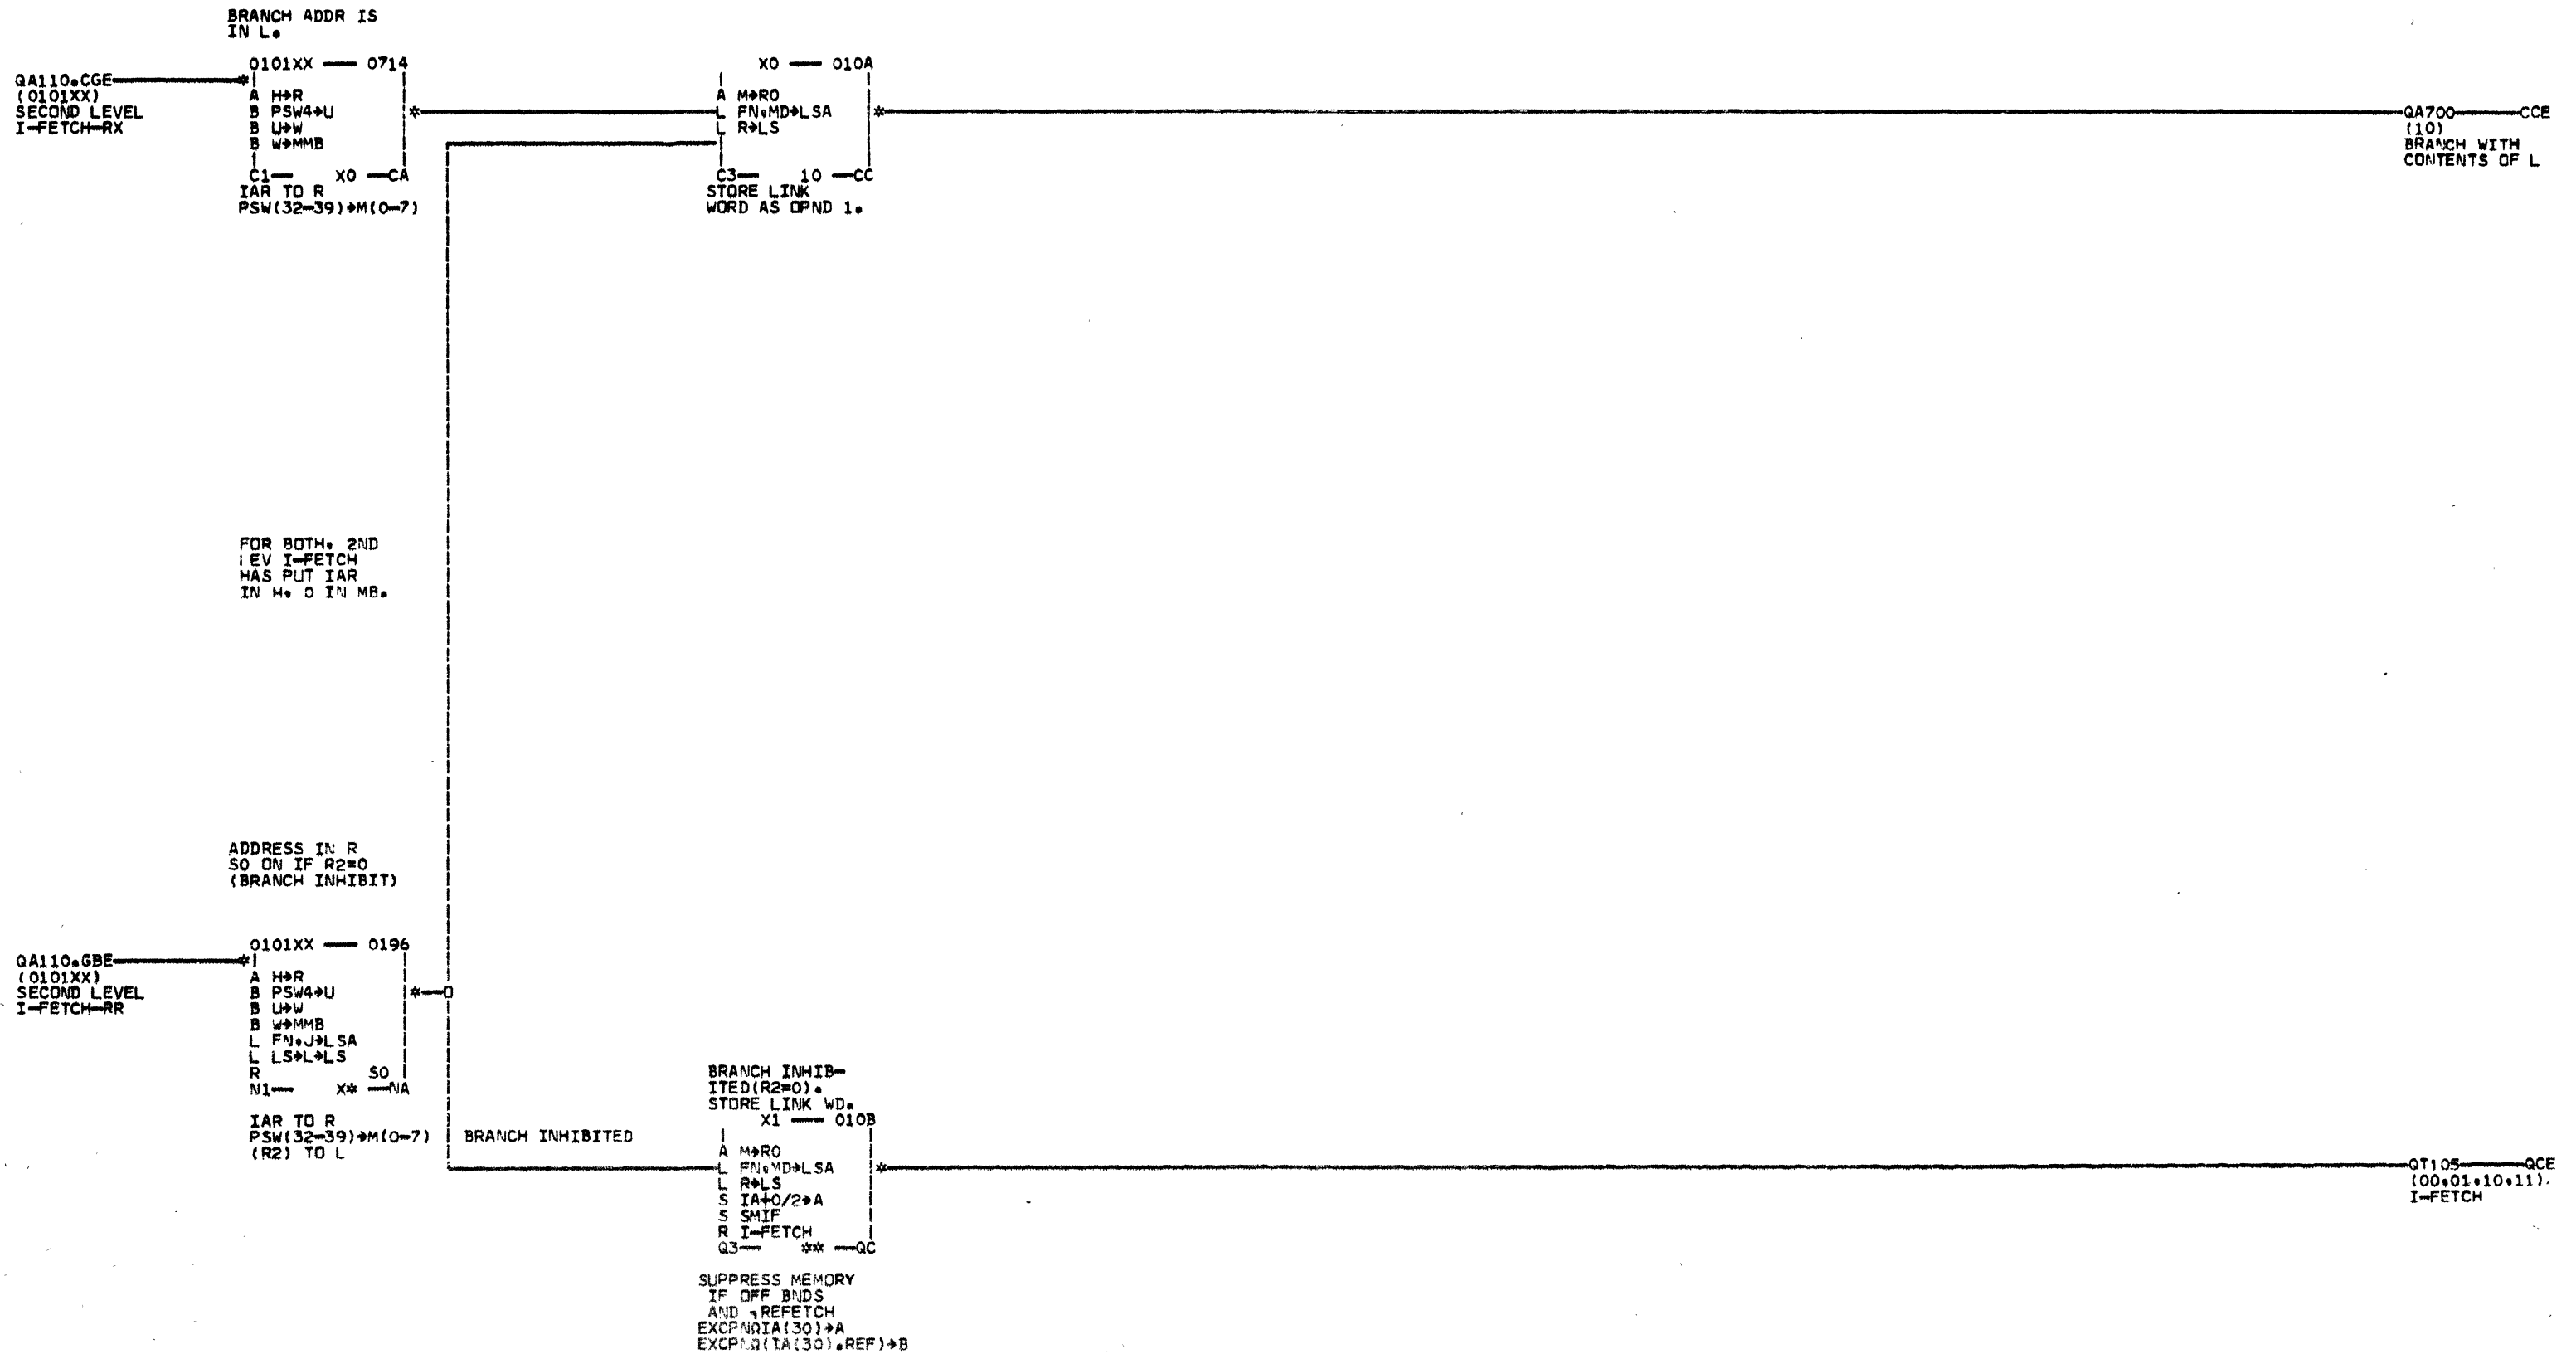 BRANCH ADDR IS
IN L.
0101XX — 0714
QA110.CGE
(0101XX)
SECOND LEVEL
I-FETCH-RX
A H→R
B PSW4→U
B U→W
B W→MMB
C1— X0 —CA
IAR TO R
PSW(32-39)→M(0-7)
X0 — 010A
A M→R0
L FN,MD→LSA
L R→LS
C3— 10 —CC
STORE LINK
WORD AS OPND 1.
QA700 CCE
(10)
BRANCH WITH
CONTENTS OF L
FOR BOTH, 2ND
LEV I-FETCH
HAS PUT IAR
IN H, 0 IN MB.
ADDRESS IN R
S0 ON IF R2=0
(BRANCH INHIBIT)
0101XX — 0196
QA110.GBE
(0101XX)
SECOND LEVEL
I-FETCH-RR
A H→R
B PSW4→U
B U→W
B W→MMB
L FN,J→LSA
L LS→L→LS
R S0
N1— X* —NA
IAR TO R
PSW(32-39)→M(0-7)
(R2) TO L
BRANCH INHIBITED
BRANCH INHIB-
ITED(R2=0).
STORE LINK WD.
X1 — 010B
A M→R0
L FN,MD→LSA
L R→LS
S IA+0/2→A
S SMIF
R I-FETCH
Q3— ** —QC
SUPPRESS MEMORY
IF OFF BNDS
AND ¬REFETCH
EXCPNQIA(30)→A
EXCPNQ(IA(30).REF)→B
QT105 QCE
(00,01,10,11).
I-FETCH